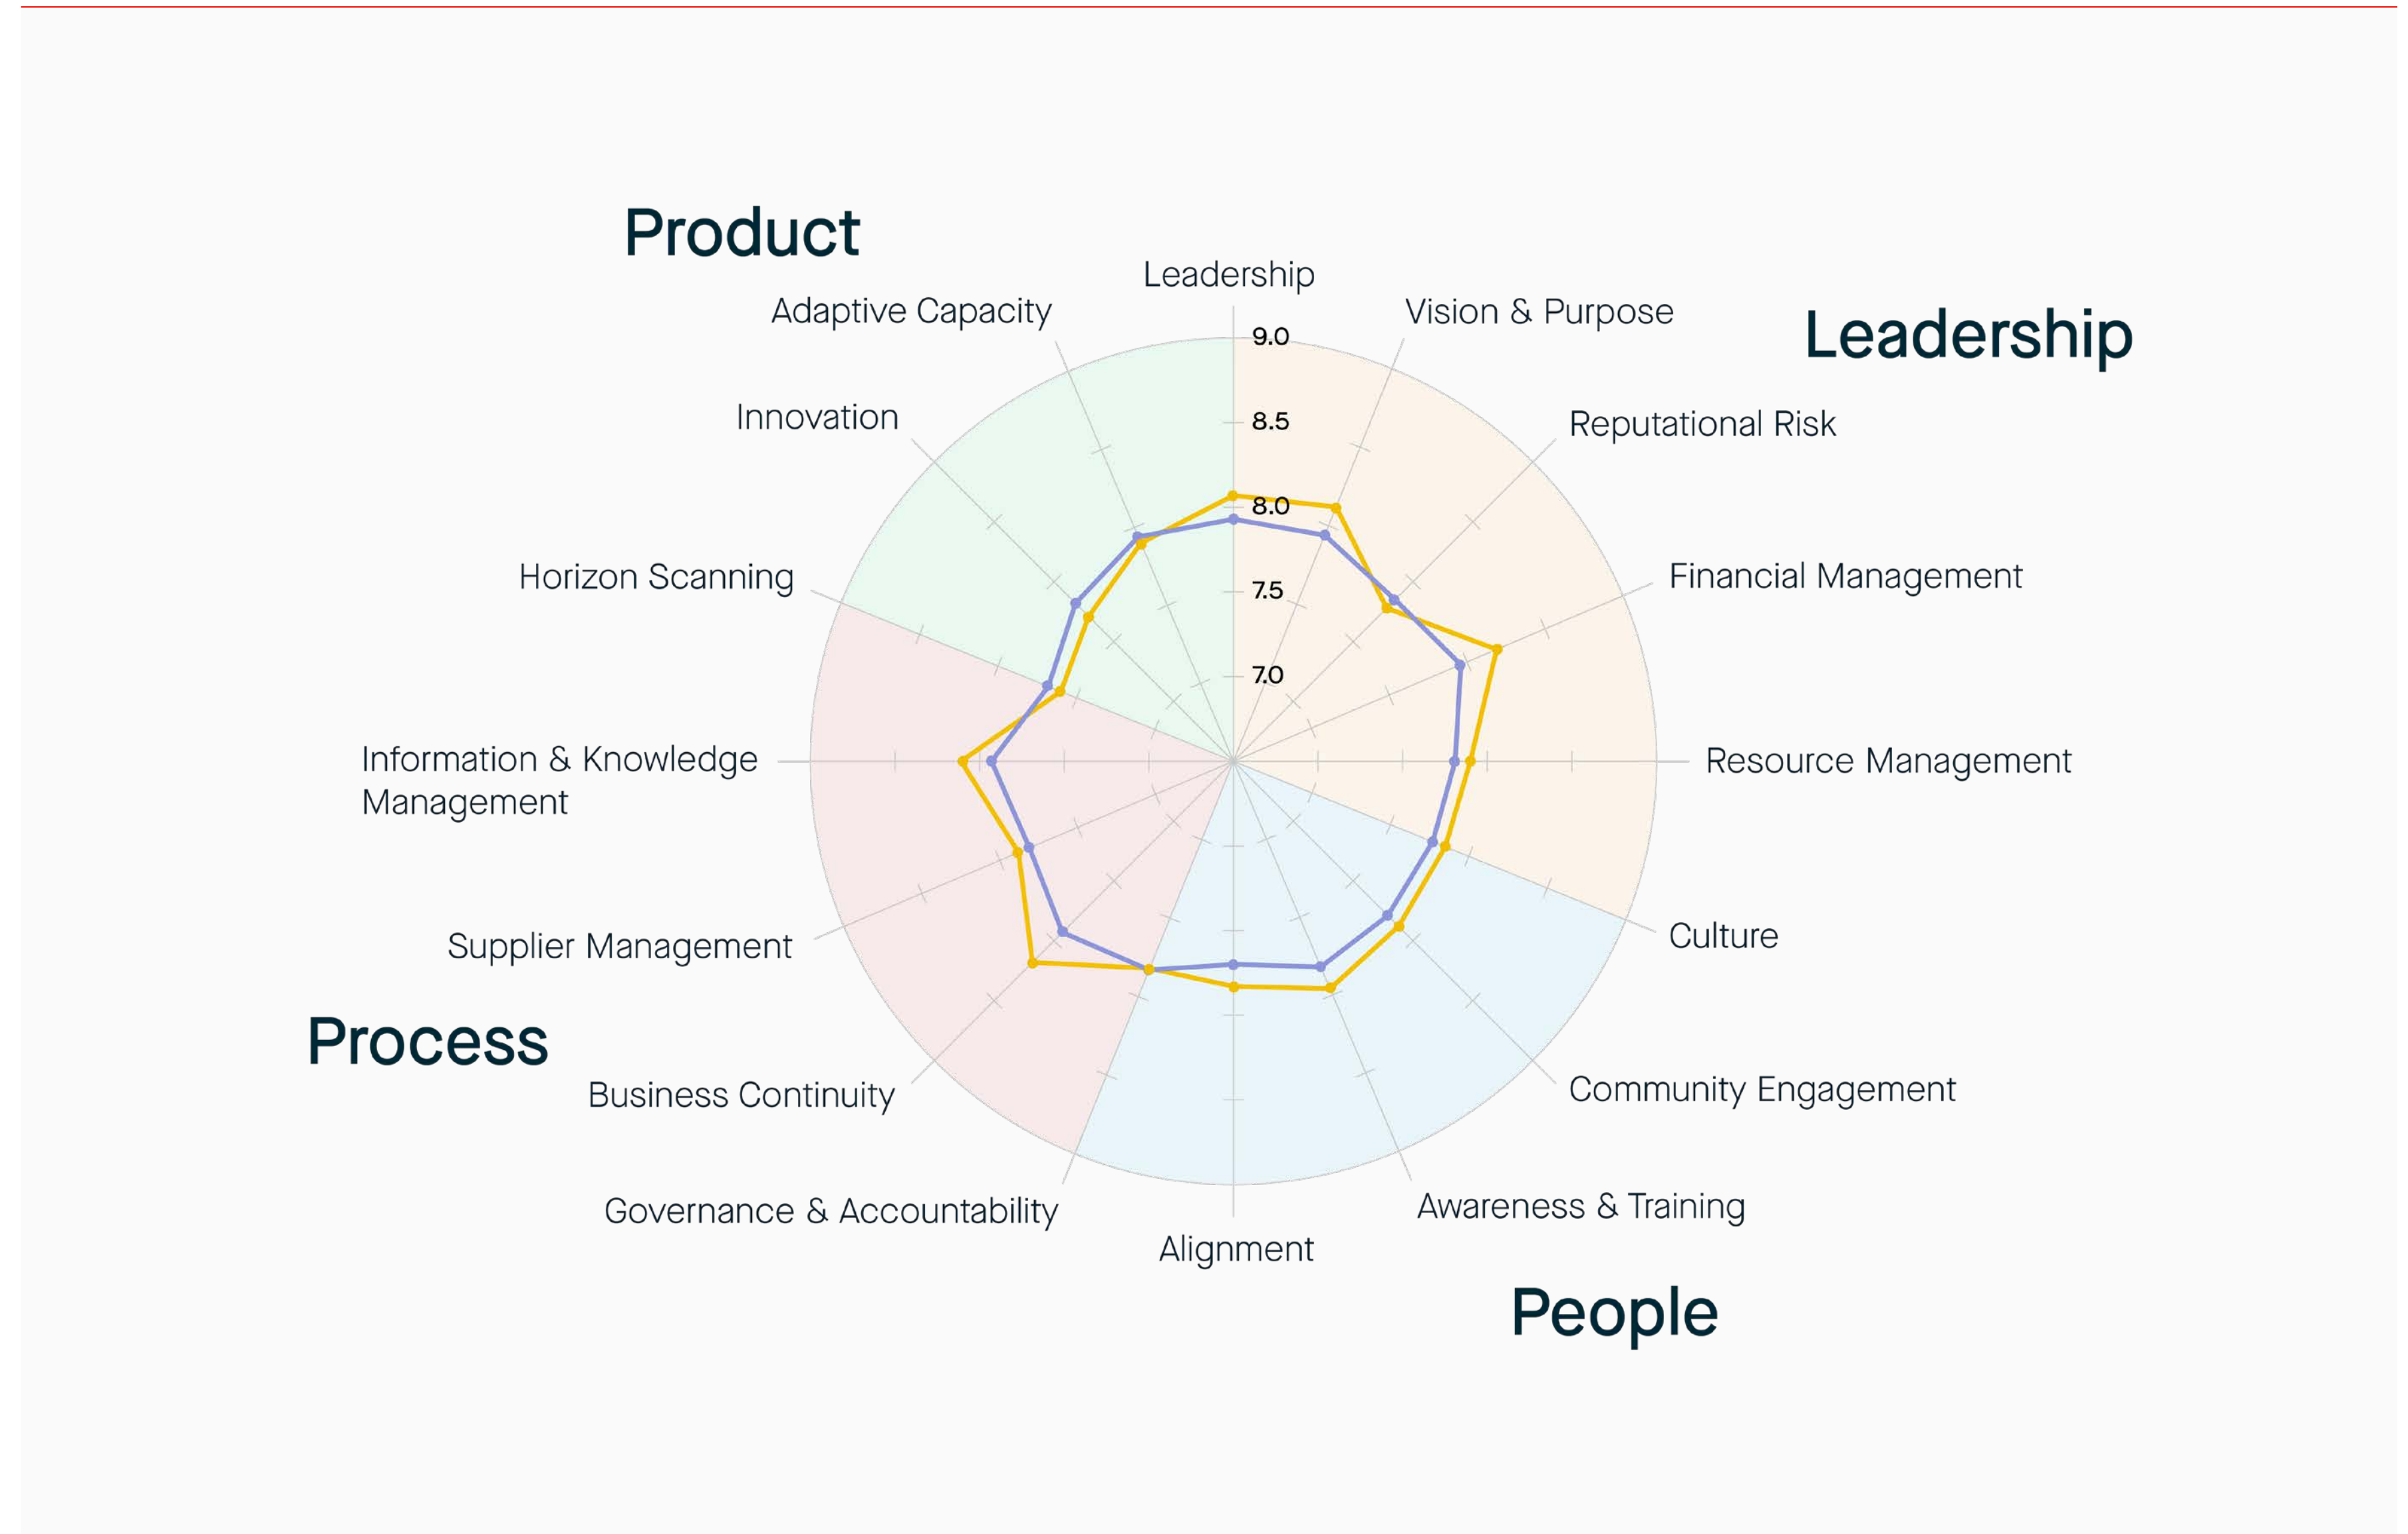 Product
Leadership
Adaptive Capacity
Vision & Purpose
Leadership
9.0
Innovation
8.5
Reputational Risk
8.0
Horizon Scanning
7.5
Financial Management
7.0
Information & Knowledge
Management
Resource Management
Supplier Management
Culture
Process
Business Continuity
Community Engagement
Governance & Accountability
Awareness & Training
Alignment
People